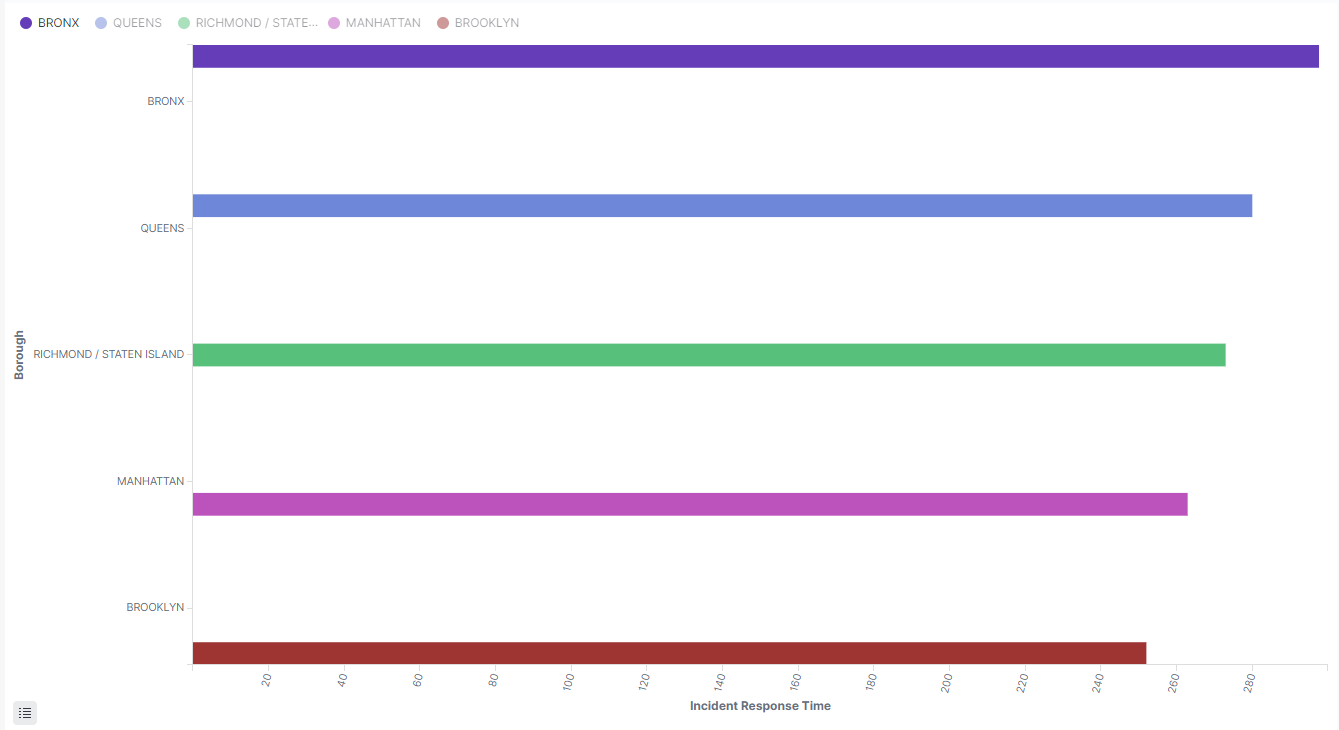 BRONX QUEENS RICHMOND / STATE... MANHATTAN BROOKLYN
BRONX
QUEENS
RICHMOND / STATEN ISLAND
MANHATTAN
BROOKLYN
Borough
20 40 60 80 100 120 140 160 180 200 220 240 260 280
Incident Response Time